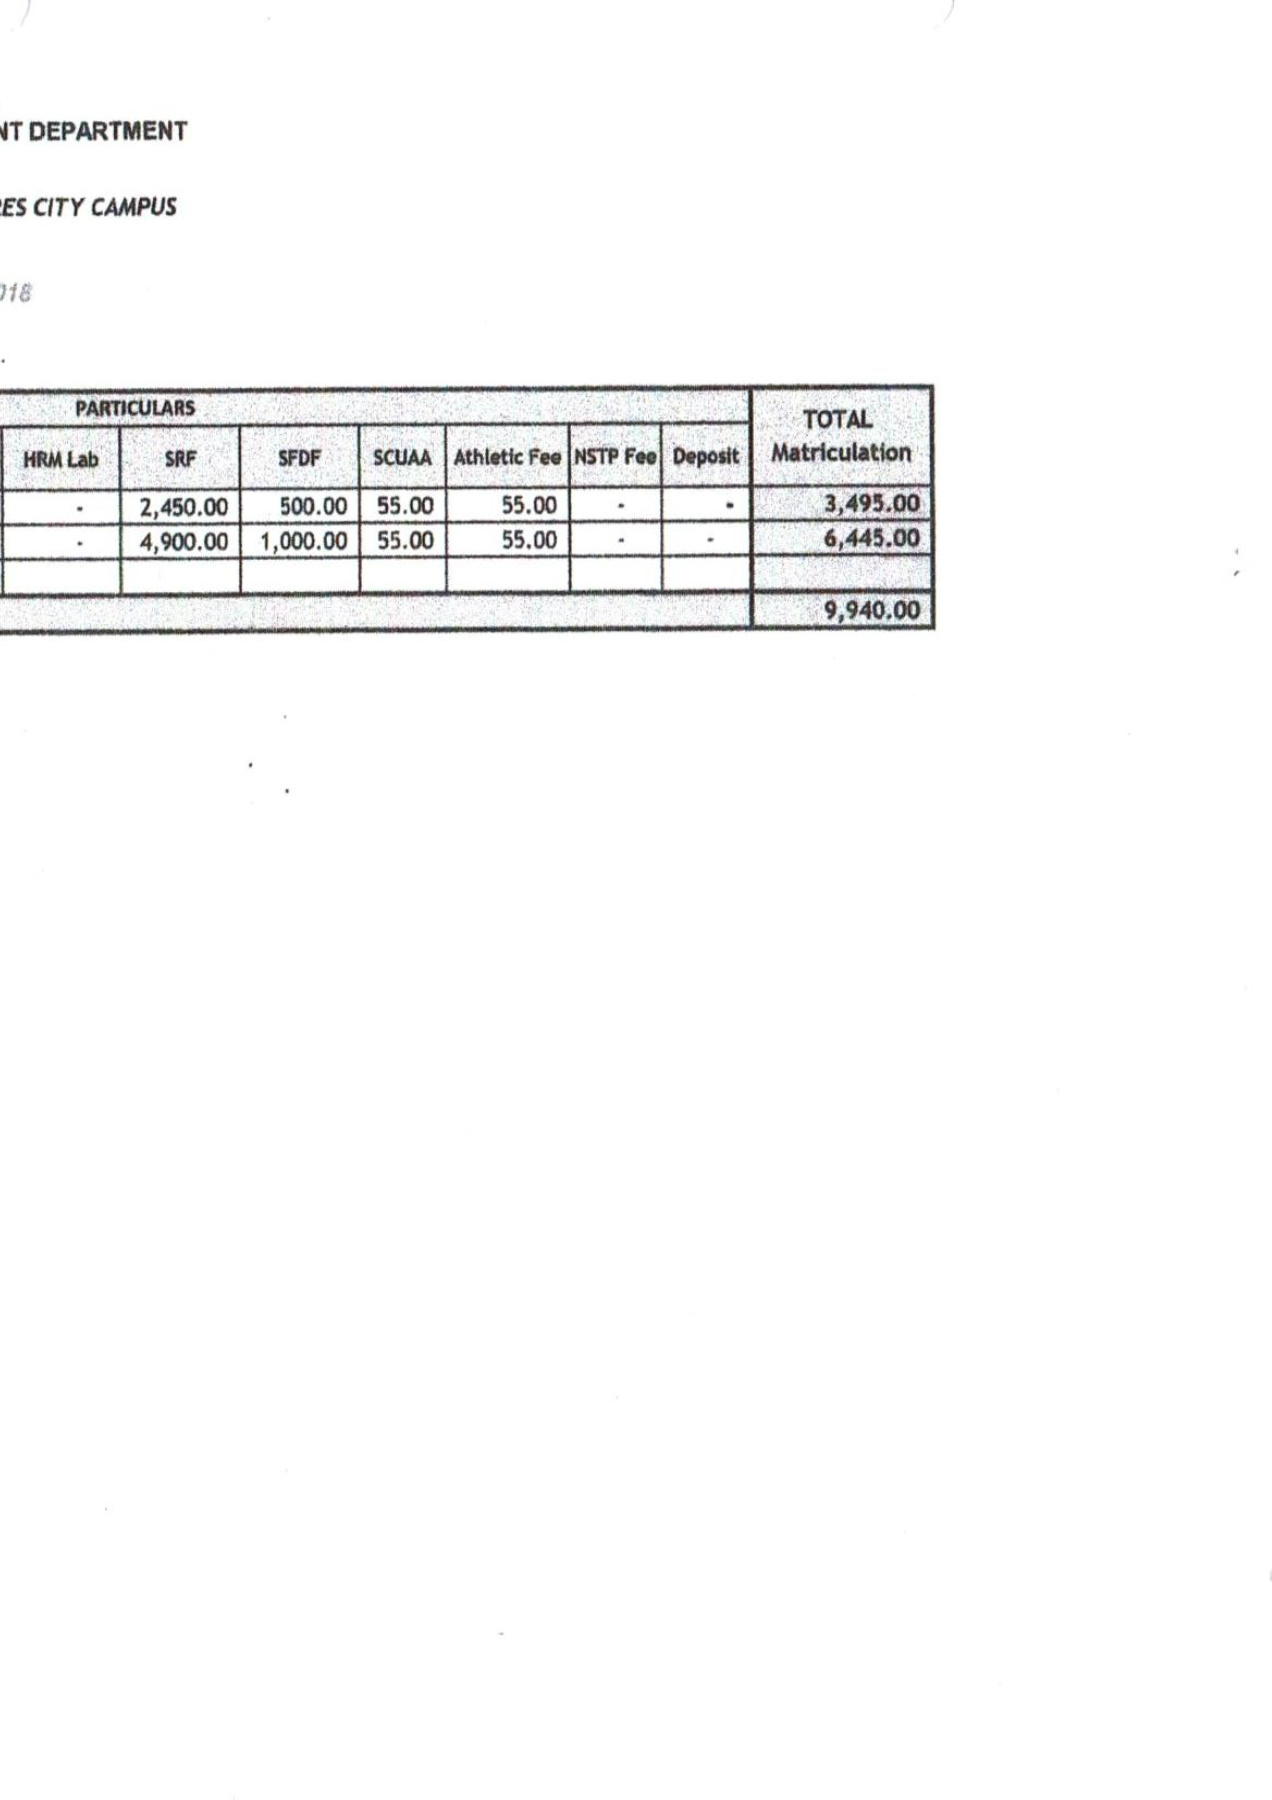 NT DEPARTMENT
RES CITY CAMPUS
018
PARTICULARS
TOTAL Matriculation
HRM Lab SRF SFDF SCUAA Athletic Fee NSTP Fee Deposit
- 2,450.00 500.00 55.00 55.00 - - 3,495.00
- 4,900.00 1,000.00 55.00 55.00 - - 6,445.00
9,940.00